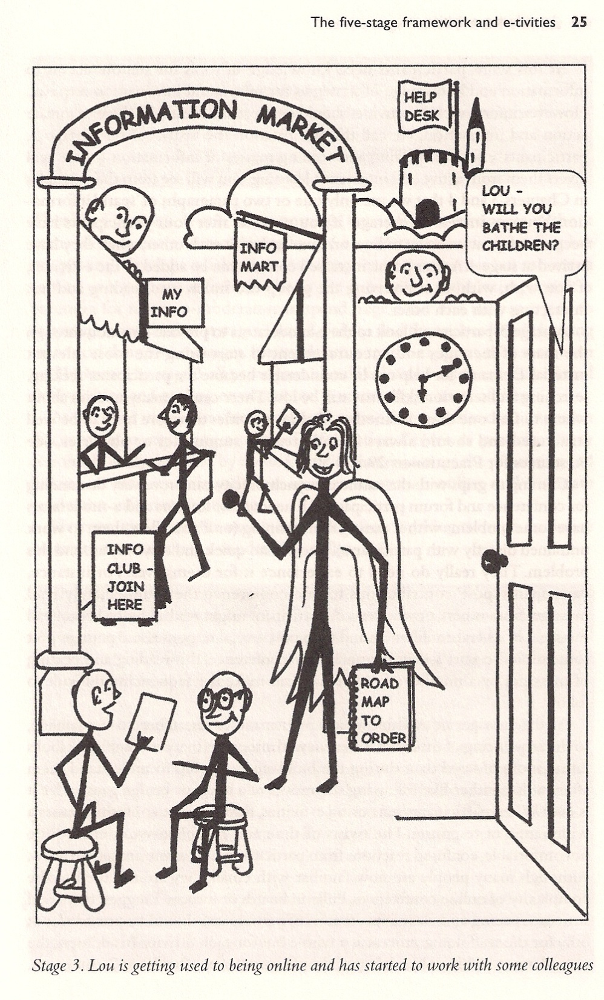 The five-stage framework and e-tivities 25
INFORMATION MARKET
HELP
DESK
LOU -
WILL YOU
BATHE THE
CHILDREN?
INFO
MART
MY
INFO
INFO
CLUB
JOIN
HERE
ROAD
MAP
TO
ORDER
Stage 3. Lou is getting used to being online and has started to work with some colleagues